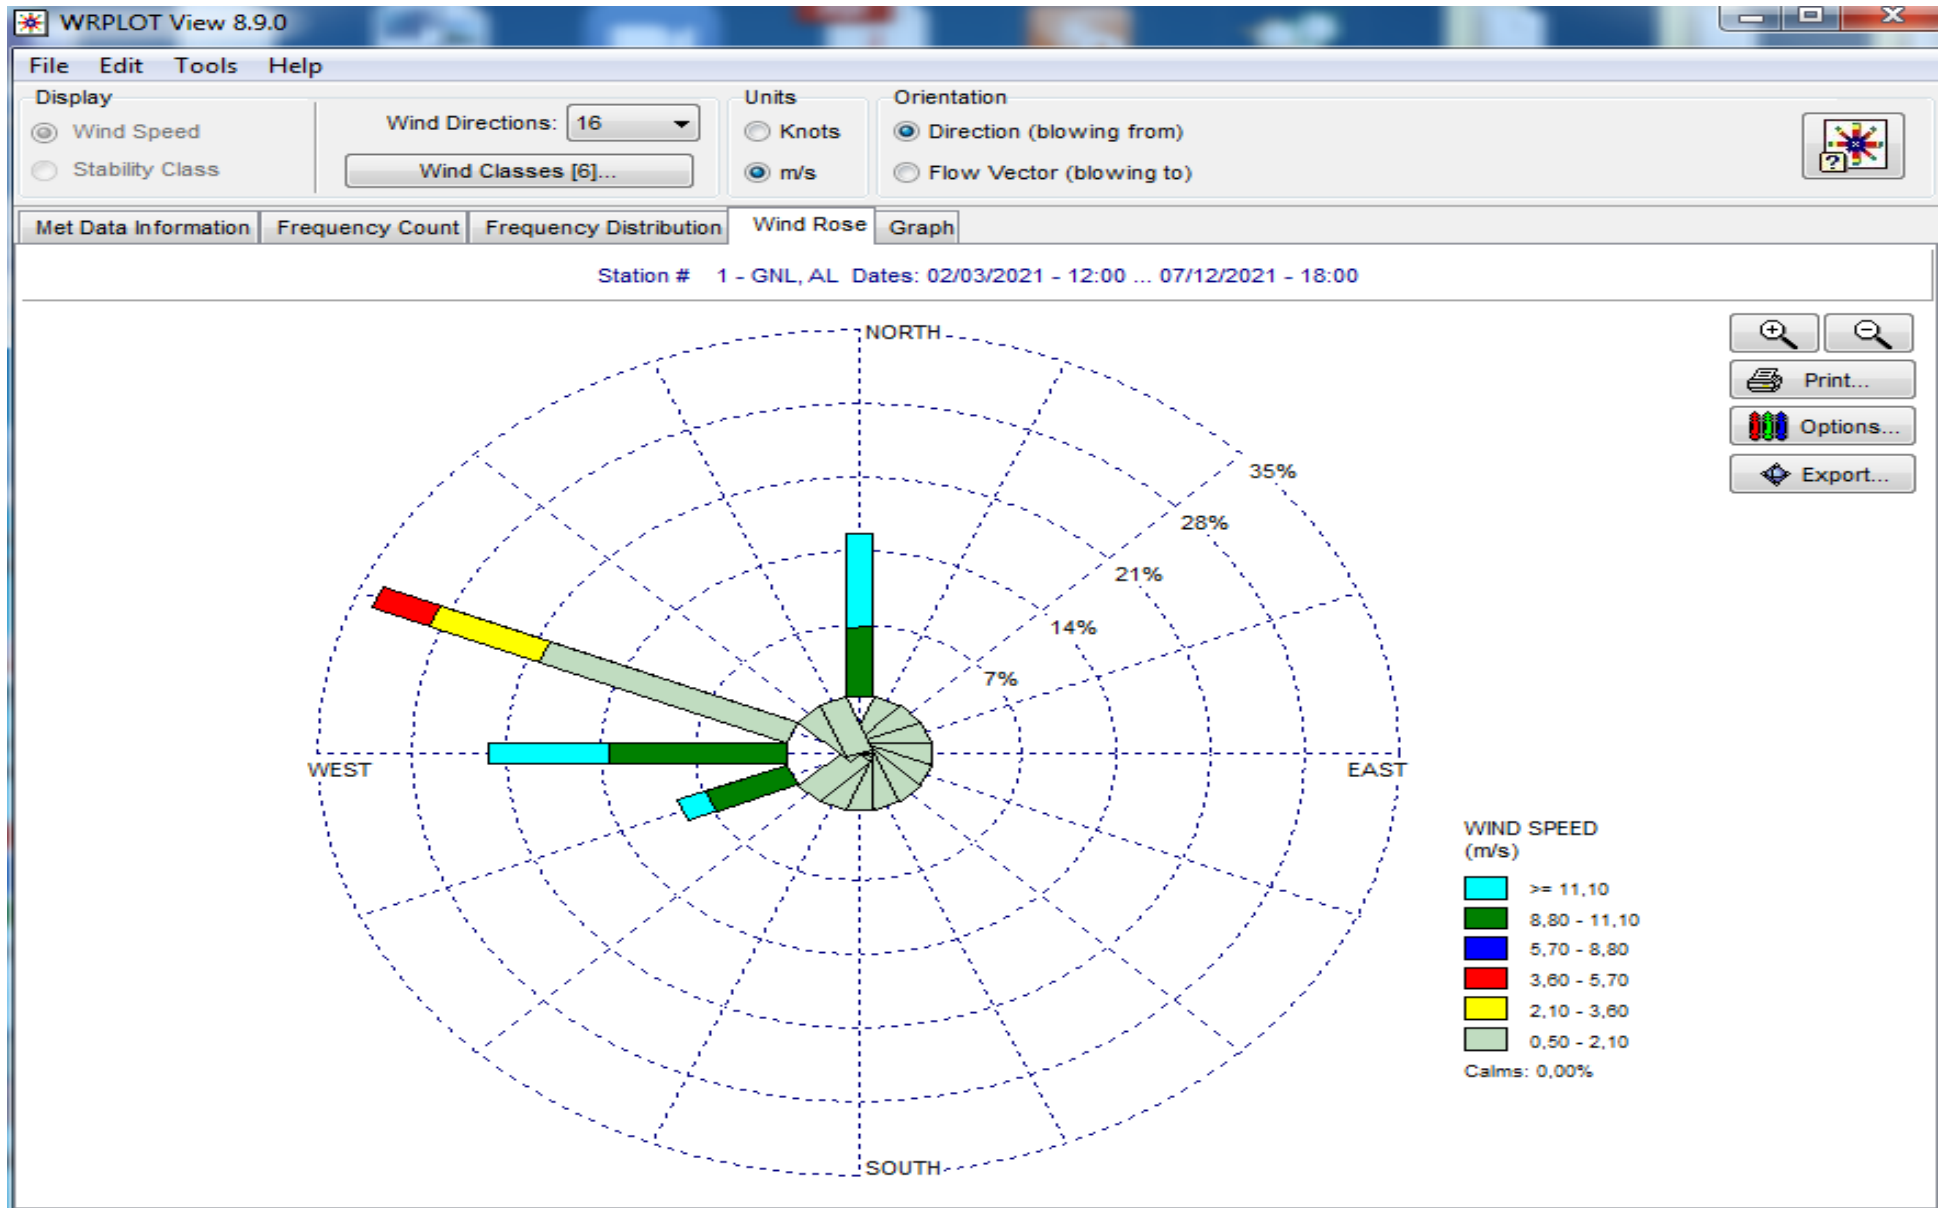 WRPLOT View 8.9.0
File Edit Tools Help
Display
Wind Speed
Stability Class
Wind Directions: 16
Wind Classes [6]...
Units
Knots
m/s
Orientation
Direction (blowing from)
Flow Vector (blowing to)
?
Met Data Information Frequency Count Frequency Distribution Wind Rose Graph
Station # 1 - GNL, AL Dates: 02/03/2021 - 12:00 ... 07/12/2021 - 18:00
Print...
Options...
Export...
NORTH
35%
28%
21%
14%
7%
WEST
EAST
SOUTH
WIND SPEED
(m/s)
>= 11,10
8,80 - 11,10
5,70 - 8,80
3,60 - 5,70
2,10 - 3,60
0,50 - 2,10
Calms: 0,00%